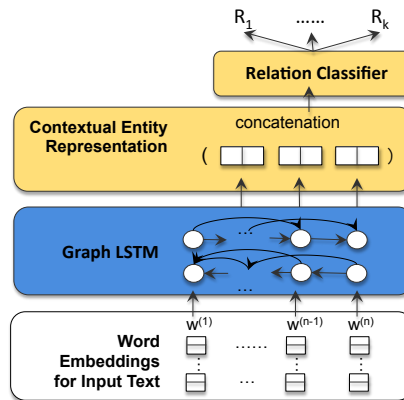 R1 ...... Rk
Relation Classifier
concatenation
Contextual Entity
Representation
( )
...
Graph LSTM
...
w(1) w(n-1) w(n)
Word
Embeddings
for Input Text
......
...